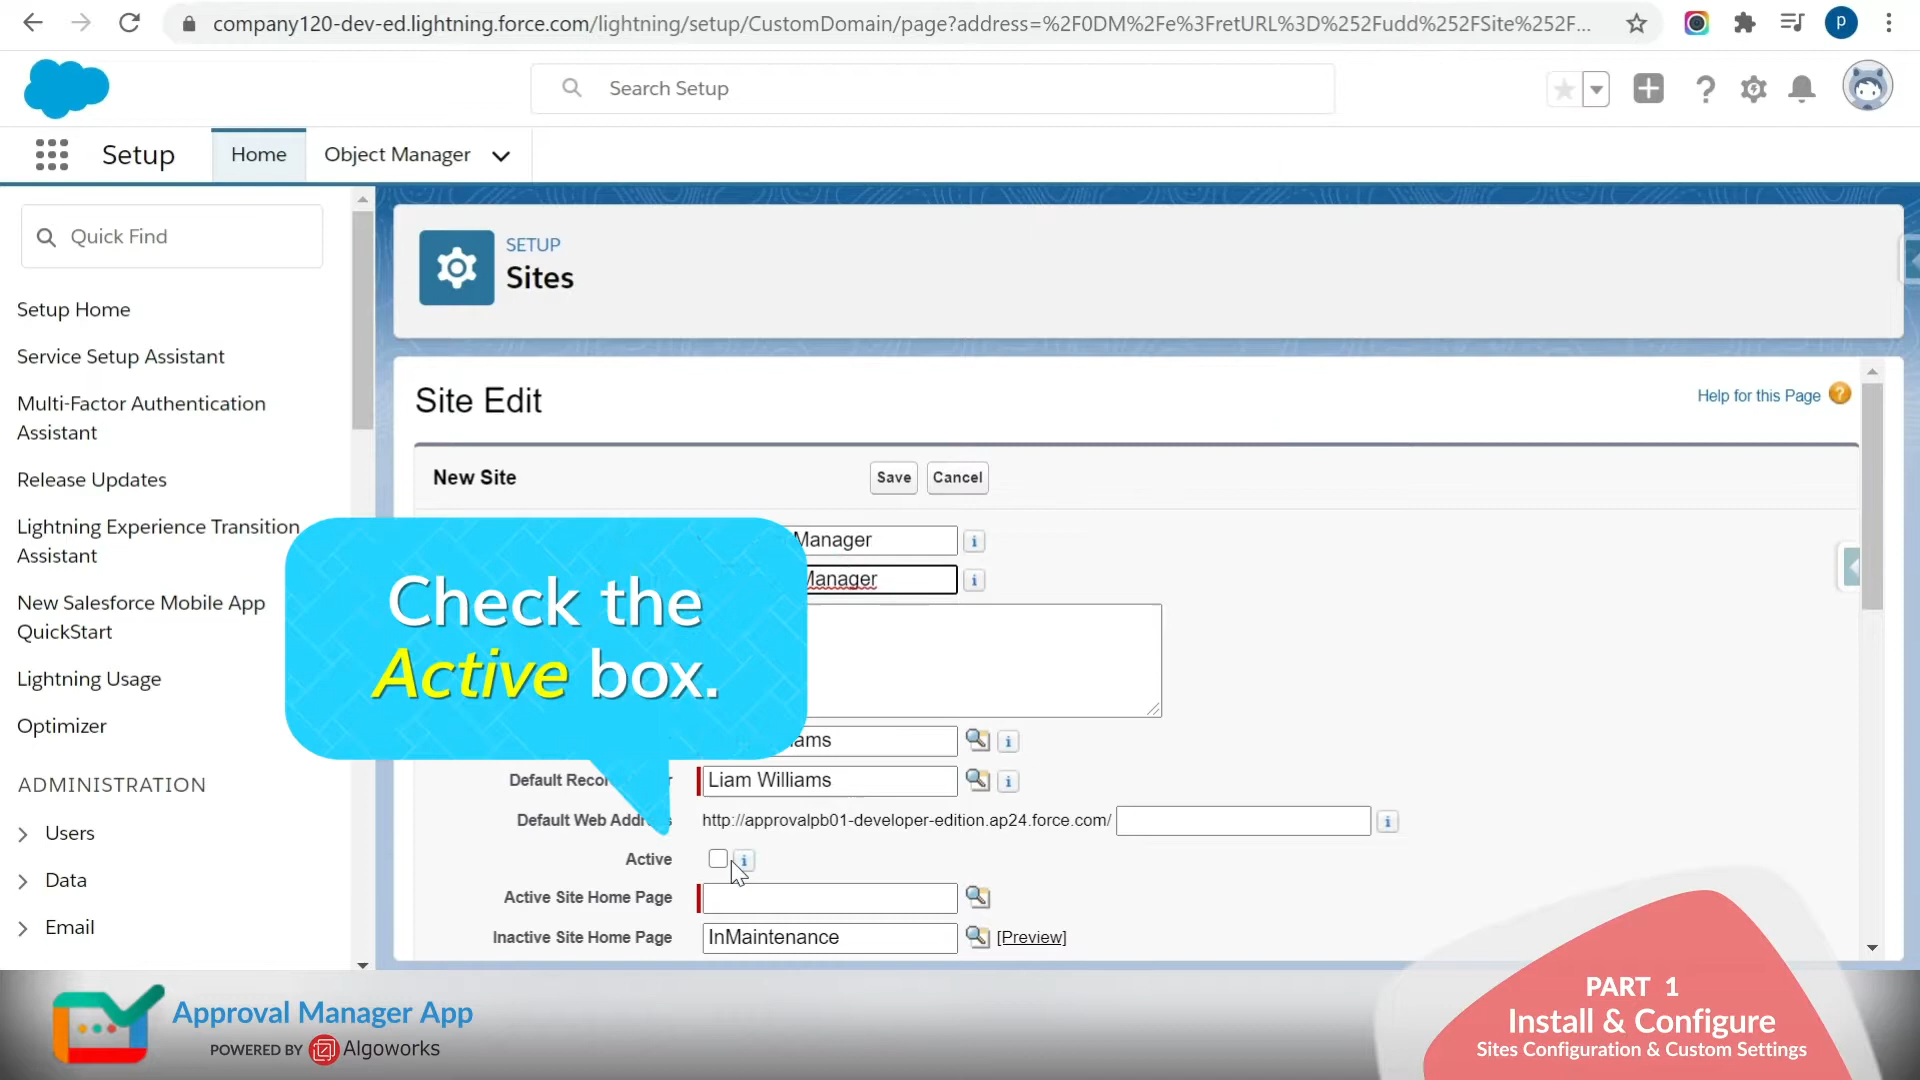 company120-dev-ed.lightning.force.com/lightning/setup/CustomDomain/page?address=%2F0DM%2Fe%3FretURL%3D%252Fudd%252FSite%252F...
P
Search Setup
Setup
Home
Object Manager
Quick Find
Setup Home
Service Setup Assistant
Multi-Factor Authentication
Assistant
Release Updates
Lightning Experience Transition
Assistant
New Salesforce Mobile App
QuickStart
Lightning Usage
Optimizer
ADMINISTRATION
Users
Data
Email
SETUP
Sites
Site Edit
Help for this Page ?
New Site
Save
Cancel
Manager
Manager
Check the
Active box.
Liam Williams
Default Web
http://approvalpb01-developer-edition.ap24.force.com/
Active
Active Site Home Page
Inactive Site Home Page
InMaintenance
[Preview]
Approval Manager App
POWERED BY Algoworks
PART 1
Install & Configure
Sites Configuration & Custom Settings